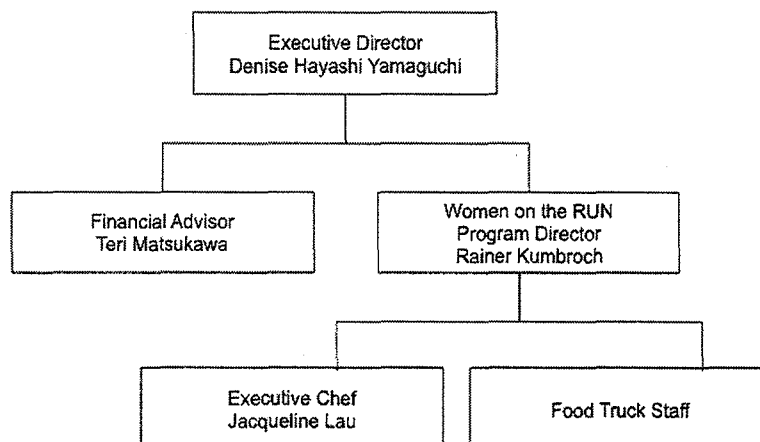 Executive Director
Denise Hayashi Yamaguchi
Financial Advisor
Teri Matsukawa
Women on the RUN
Program Director
Rainer Kumbroch
Executive Chef
Jacqueline Lau
Food Truck Staff